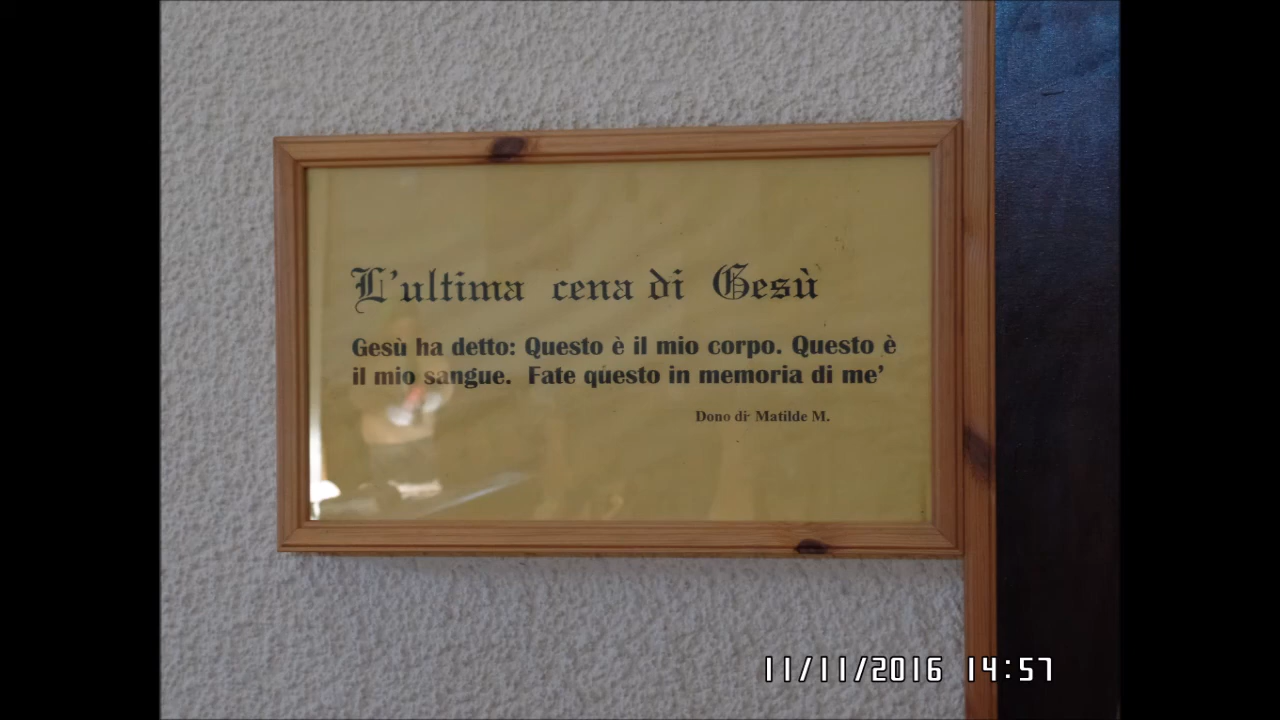 L'ultima cena di Gesù
Gesù ha detto: Questo è il mio corpo. Questo è
il mio sangue. Fate questo in memoria di me'
Dono di Matilde M.
11/11/2016 14:57